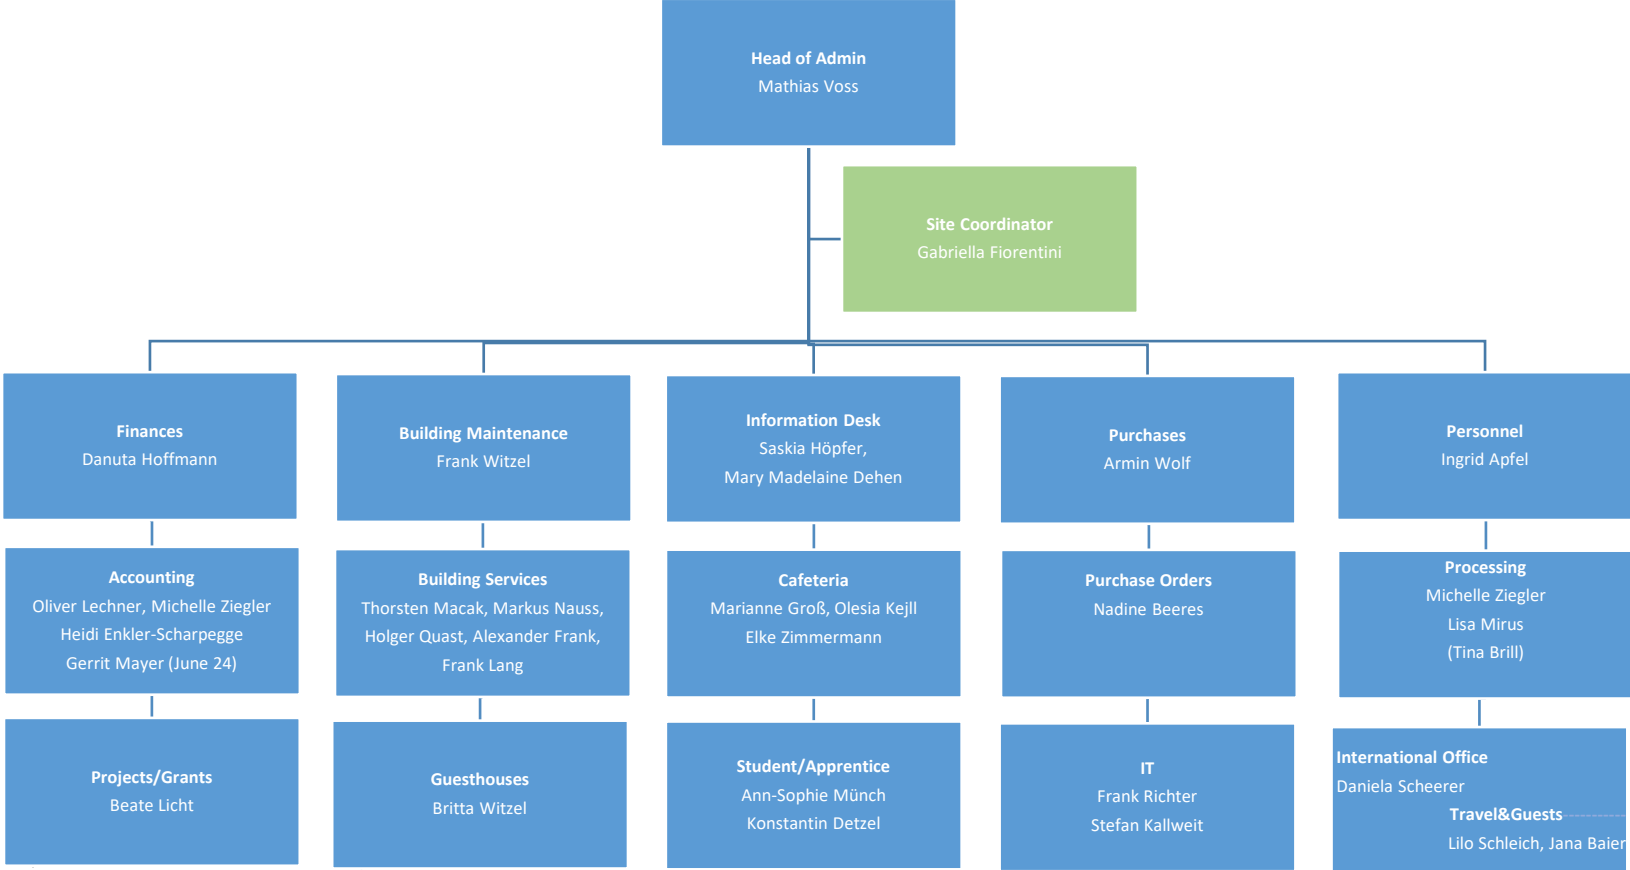 Head of Admin
Mathias Voss
Site Coordinator
Gabriella Fiorentini
Finances
Danuta Hoffmann
Building Maintenance
Frank Witzel
Information Desk
Saskia Höpfer,
Mary Madelaine Dehen
Purchases
Armin Wolf
Personnel
Ingrid Apfel
Accounting
Oliver Lechner, Michelle Ziegler
Heidi Enkler-Scharpegge
Gerrit Mayer (June 24)
Building Services
Thorsten Macak, Markus Nauss,
Holger Quast, Alexander Frank,
Frank Lang
Cafeteria
Marianne Groß, Olesia Kejll
Elke Zimmermann
Purchase Orders
Nadine Beeres
Processing
Michelle Ziegler
Lisa Mirus
(Tina Brill)
Projects/Grants
Beate Licht
Guesthouses
Britta Witzel
Student/Apprentice
Ann-Sophie Münch
Konstantin Detzel
IT
Frank Richter
Stefan Kallweit
International Office
Daniela Scheerer
Travel&Guests
Lilo Schleich, Jana Baier